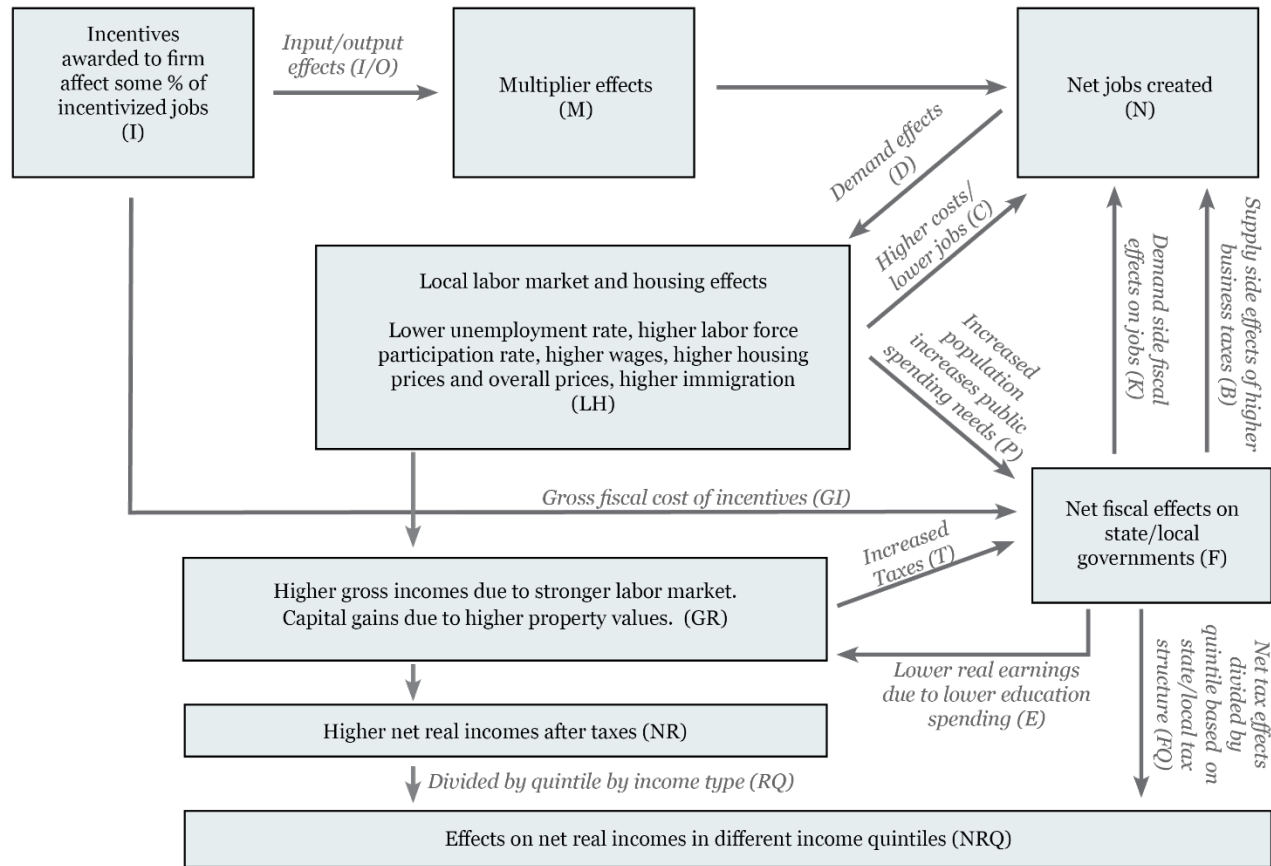 Incentives
awarded to firm
affect some % of
incentivized jobs
(I)
Input/output
effects (I/O)
Multiplier effects
(M)
Net jobs created
(N)
Demand effects
(D)
Higher costs/
lower jobs (C)
Demand side fiscal
effects on jobs (K)
Supply side effects of higher
business taxes (B)
Local labor market and housing effects
Lower unemployment rate, higher labor force
participation rate, higher wages, higher housing
prices and overall prices, higher immigration
(LH)
Increased
population
increases public
spending needs (P)
Gross fiscal cost of incentives (GI)
Net fiscal effects on
state/local
governments (F)
Increased
Taxes (T)
Higher gross incomes due to stronger labor market.
Capital gains due to higher property values. (GR)
Lower real earnings
due to lower education
spending (E)
Net tax effects
divided by
quintile based on
state/local tax
structure (FQ)
Higher net real incomes after taxes (NR)
Divided by quintile by income type (RQ)
Effects on net real incomes in different income quintiles (NRQ)